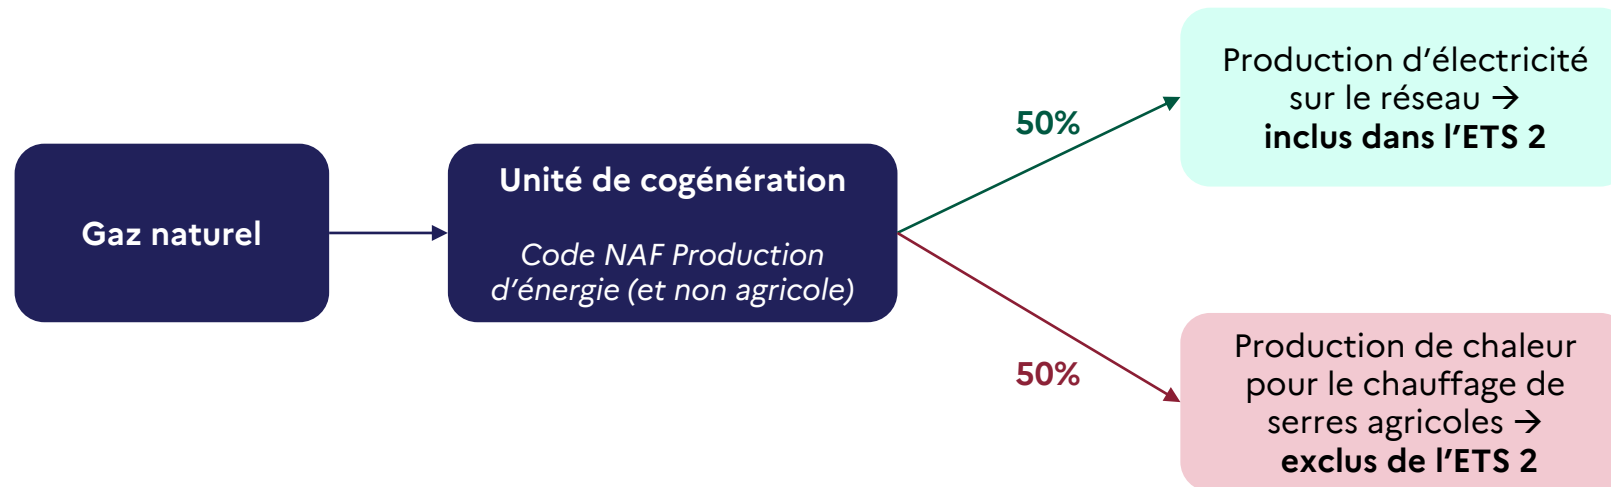 Gaz naturel
Unité de cogénération
Code NAF Production
d'énergie (et non agricole)
50%
Production d'électricité
sur le réseau →
inclus dans l'ETS 2
50%
Production de chaleur
pour le chauffage de
serres agricoles →
exclus de l'ETS 2